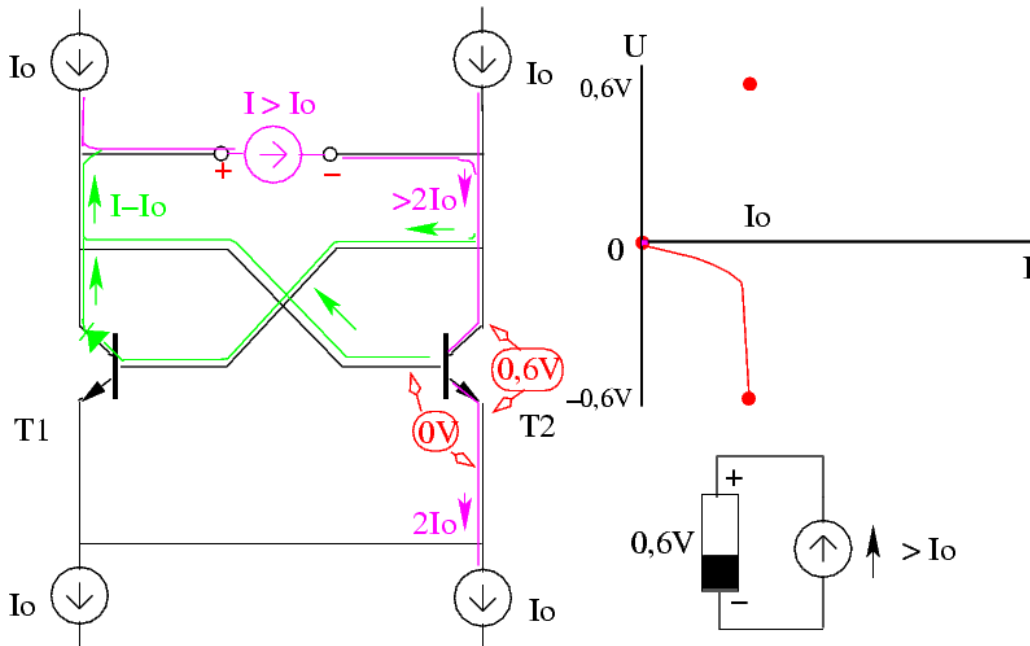 Io
Io
I > Io
+
−
I−Io
>2Io
0,6V
T1
T2
0V
2Io
Io
Io
U
0,6V
Io
0
I
−0,6V
+
0,6V
> Io
−